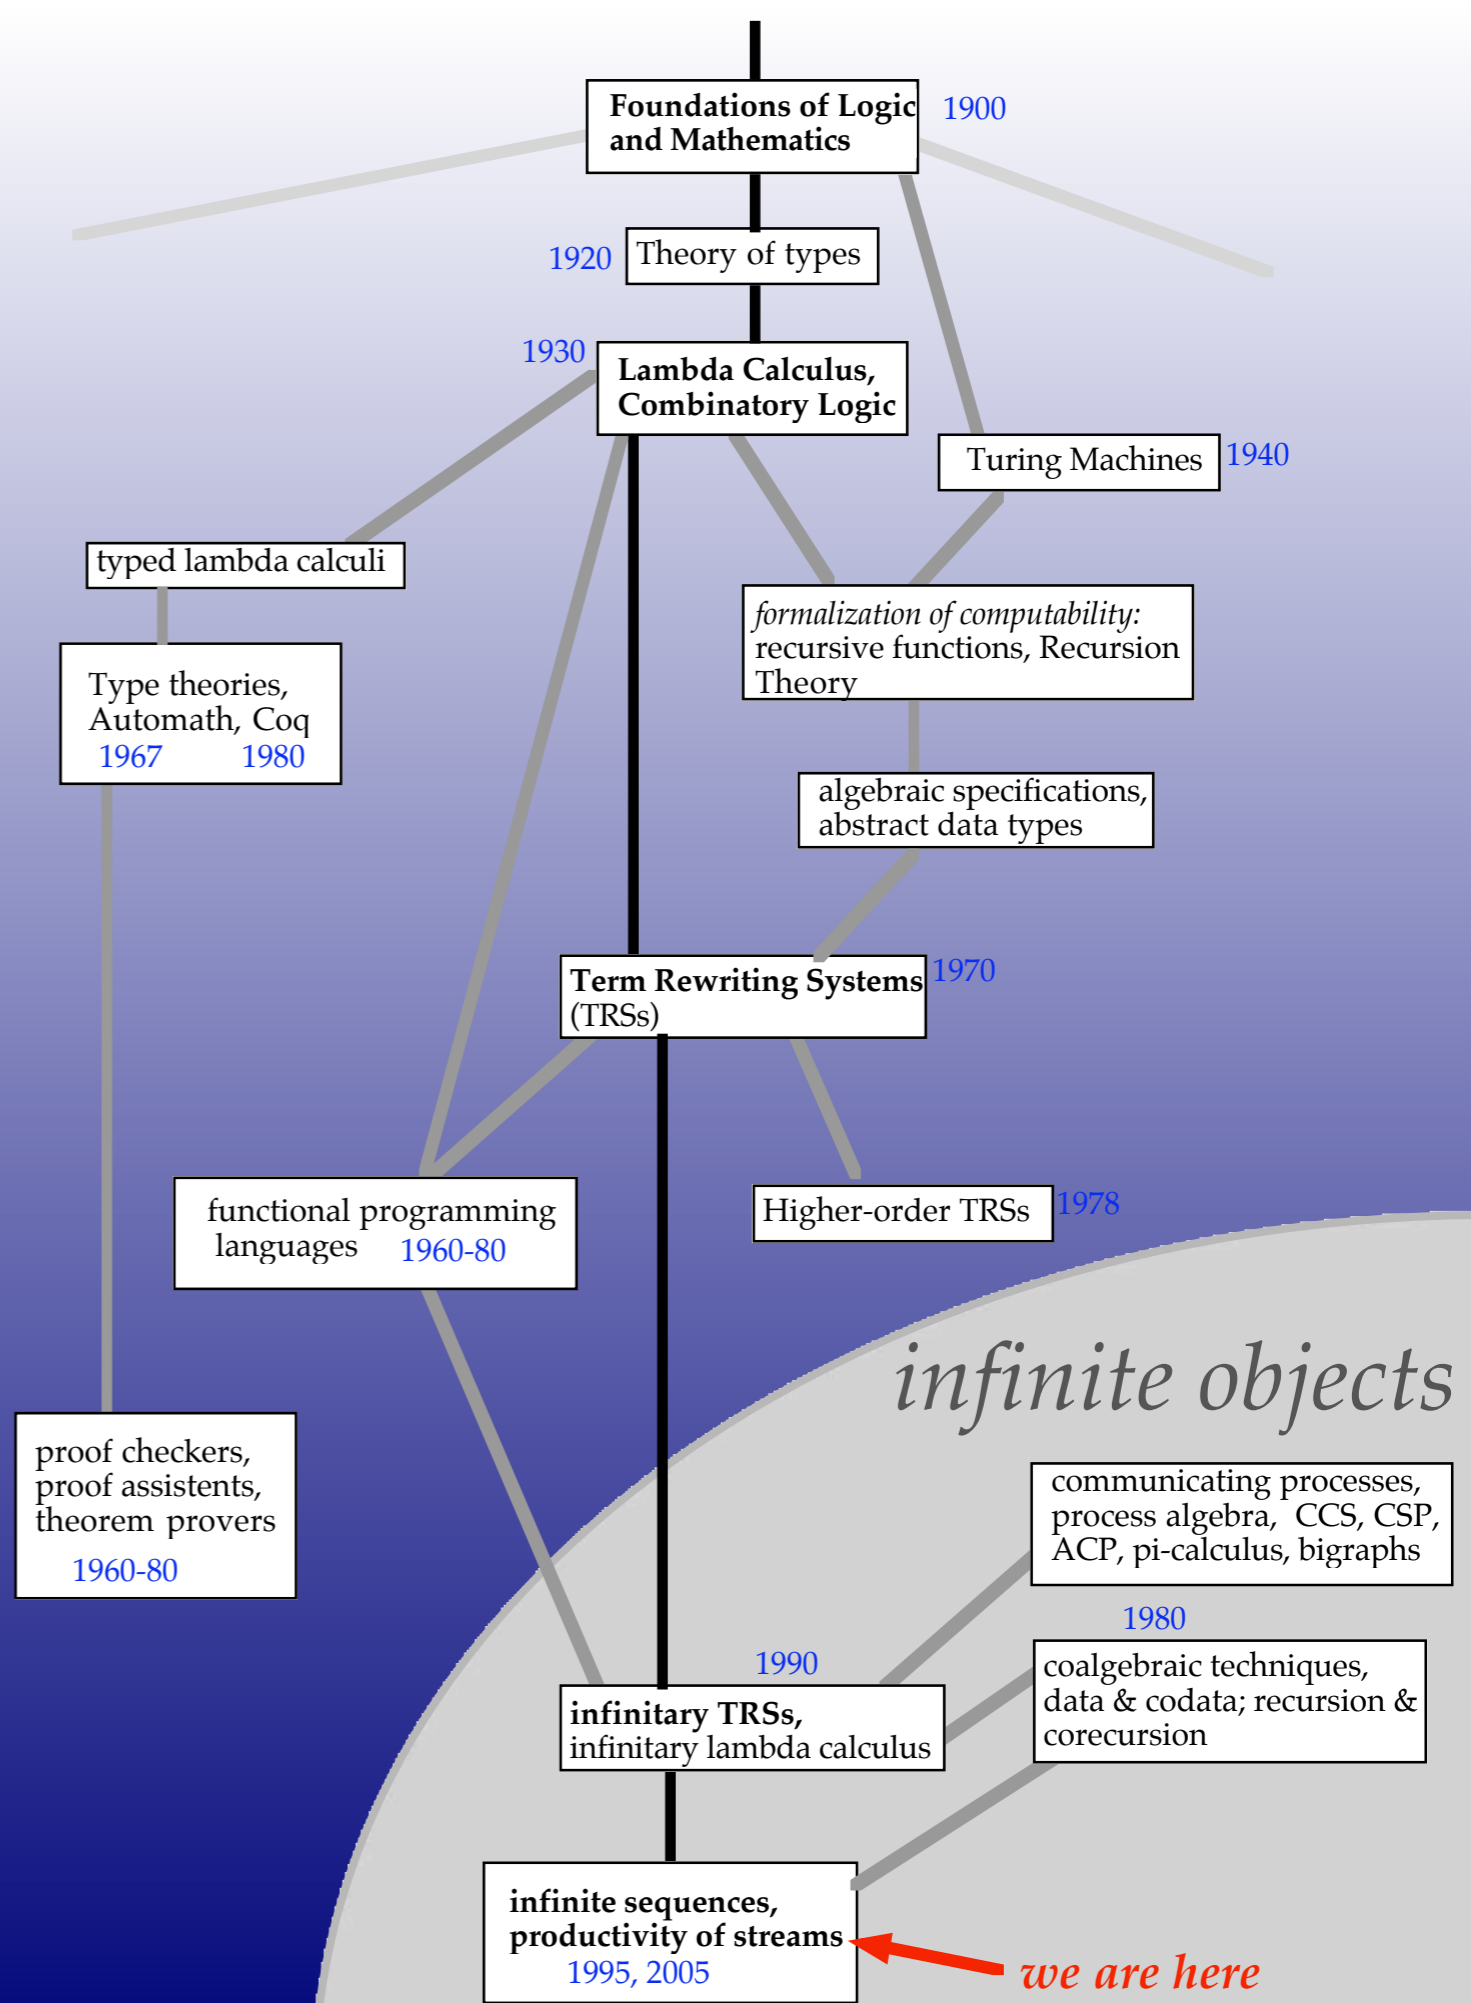 Foundations of Logic
and Mathematics
1900
1920
Theory of types
1930
Lambda Calculus,
Combinatory Logic
Turing Machines
1940
typed lambda calculi
formalization of computability:
recursive functions, Recursion
Theory
Type theories,
Automath, Coq
1967 1980
algebraic specifications,
abstract data types
Term Rewriting Systems
(TRSs)
1970
functional programming
languages 1960-80
Higher-order TRSs
1978
infinite objects
proof checkers,
proof assistents,
theorem provers
1960-80
communicating processes,
process algebra, CCS, CSP,
ACP, pi-calculus, bigraphs
1980
coalgebraic techniques,
data & codata; recursion &
corecursion
1990
infinitary TRSs,
infinitary lambda calculus
infinite sequences,
productivity of streams
1995, 2005
we are here